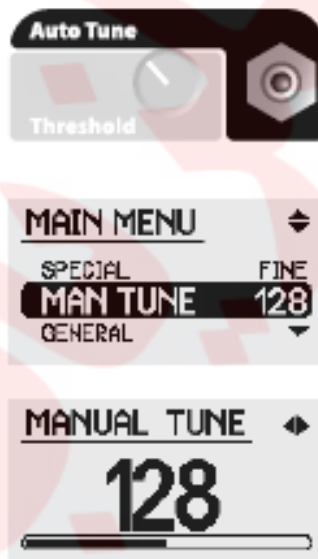 Auto Tune
Threshold
MAIN MENU
SPECIAL FINE
MAN TUNE 128
GENERAL
MANUAL TUNE
128